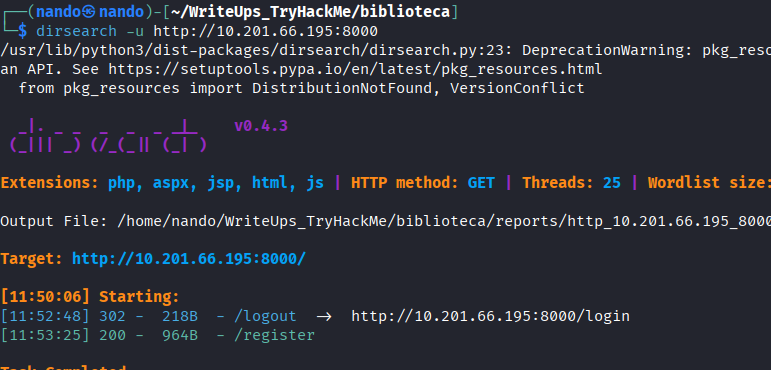 ┌──(nando㉿nando)-[~/WriteUps_TryHackMe/biblioteca]
└─$ dirsearch -u http://10.201.66.195:8000
/usr/lib/python3/dist-packages/dirsearch/dirsearch.py:23: DeprecationWarning: pkg_reso
an API. See https://setuptools.pypa.io/en/latest/pkg_resources.html
  from pkg_resources import DistributionNotFound, VersionConflict
v0.4.3
Extensions: php, aspx, jsp, html, js | HTTP method: GET | Threads: 25 | Wordlist size:
Output File: /home/nando/WriteUps_TryHackMe/biblioteca/reports/http_10.201.66.195_8000
Target: http://10.201.66.195:8000/
[11:50:06] Starting:
[11:52:48] 302 -  218B  - /logout  ->  http://10.201.66.195:8000/login
[11:53:25] 200 -  964B  - /register
Task Completed